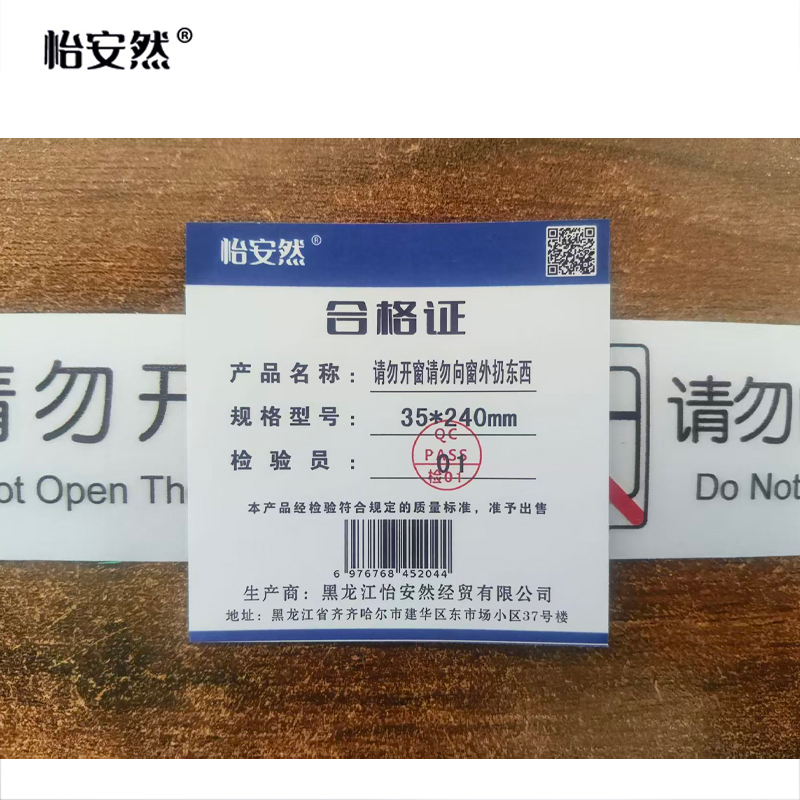 怡安然®
怡安然®
合格证
产品名称：请勿开窗请勿向窗外扔东西
规格型号：35*240mm
检验员：01
QC
PASS
检01
本产品经检验符合规定的质量标准，准予出售
6 976768 452044
生产商：黑龙江怡安然经贸有限公司
地址：黑龙江省齐齐哈尔市建华区东市场小区37号楼
请勿开
ot Open Th
请勿
Do Not